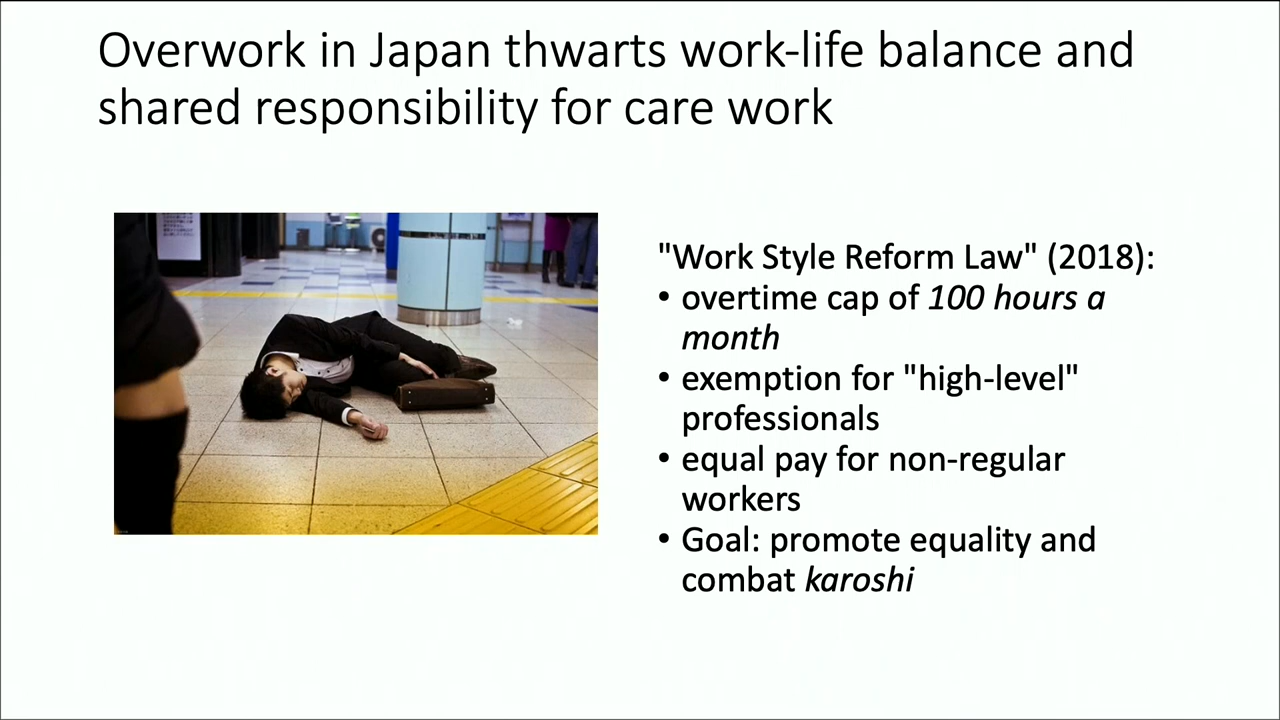 Overwork in Japan thwarts work-life balance and
shared responsibility for care work
"Work Style Reform Law" (2018):
• overtime cap of 100 hours a
month
• exemption for "high-level"
professionals
• equal pay for non-regular
workers
• Goal: promote equality and
combat karoshi